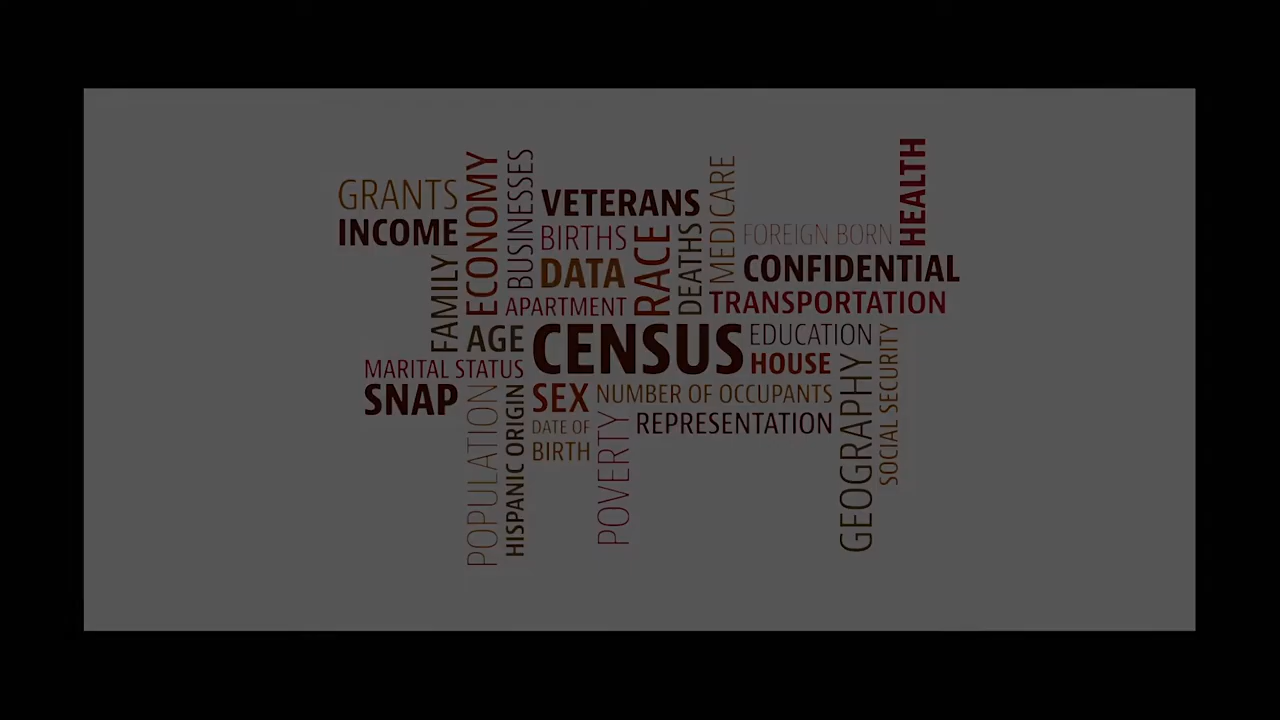 GRANTS
INCOME
FAMILY
ECONOMY
BUSINESSES
VETERANS
BIRTHS
DATA
APARTMENT
RACE
DEATHS
MEDICARE
FOREIGN BORN
HEALTH
CONFIDENTIAL
TRANSPORTATION
AGE
CENSUS
EDUCATION
HOUSE
MARITAL STATUS
SNAP
SEX
NUMBER OF OCCUPANTS
REPRESENTATION
POPULATION
HISPANIC ORIGIN
DATE OF
BIRTH
POVERTY
GEOGRAPHY
SOCIAL SECURITY